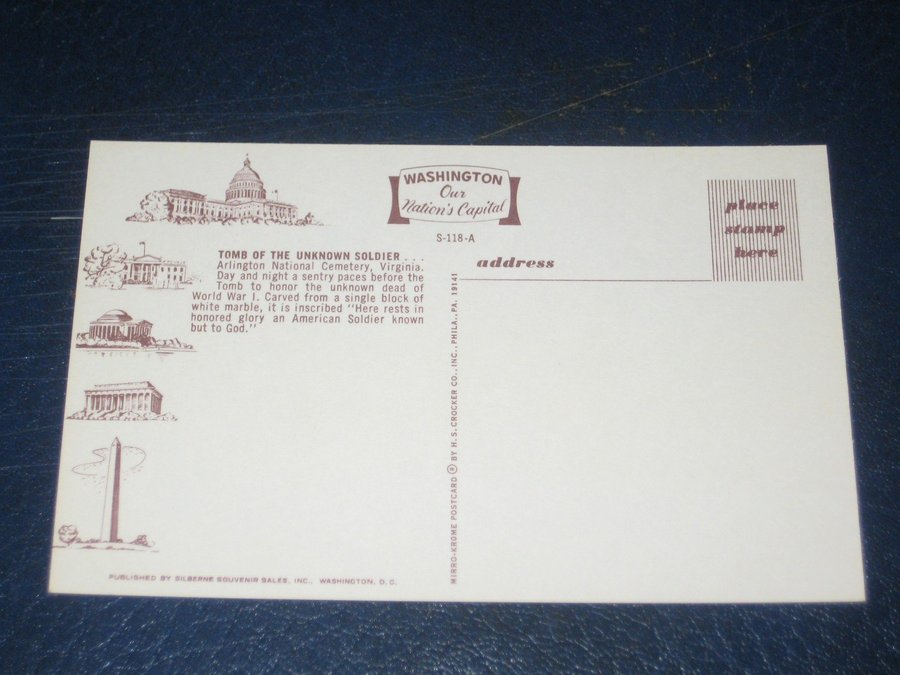 WASHINGTON
Our
Nation's Capital
S-118-A
place
stamp
here
address
TOMB OF THE UNKNOWN SOLDIER . . .
Arlington National Cemetery, Virginia.
Day and night a sentry paces before the
Tomb to honor the unknown dead of
World War I. Carved from a single block of
white marble, it is inscribed "Here rests in
honored glory an American Soldier known
but to God."
MIRRO-KROME POSTCARD ® BY H. S. CROCKER CO., INC., PHILA., PA. 19141
PUBLISHED BY SILBERNE SOUVENIR SALES, INC., WASHINGTON, D. C.